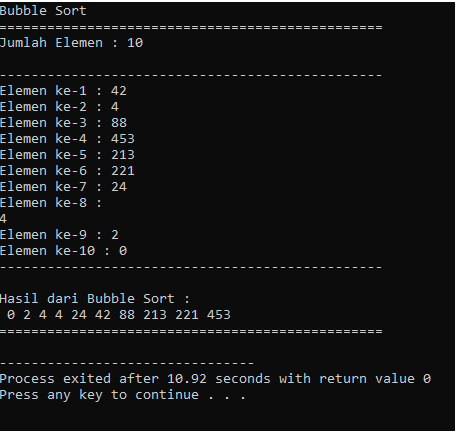 Bubble Sort
================================================
Jumlah Elemen : 10
------------------------------------------------
Elemen ke-1 : 42
Elemen ke-2 : 4
Elemen ke-3 : 88
Elemen ke-4 : 453
Elemen ke-5 : 213
Elemen ke-6 : 221
Elemen ke-7 : 24
Elemen ke-8 :
4
Elemen ke-9 : 2
Elemen ke-10 : 0
------------------------------------------------
Hasil dari Bubble Sort :
 0 2 4 4 24 42 88 213 221 453
================================================
--------------------------------
Process exited after 10.92 seconds with return value 0
Press any key to continue . . .